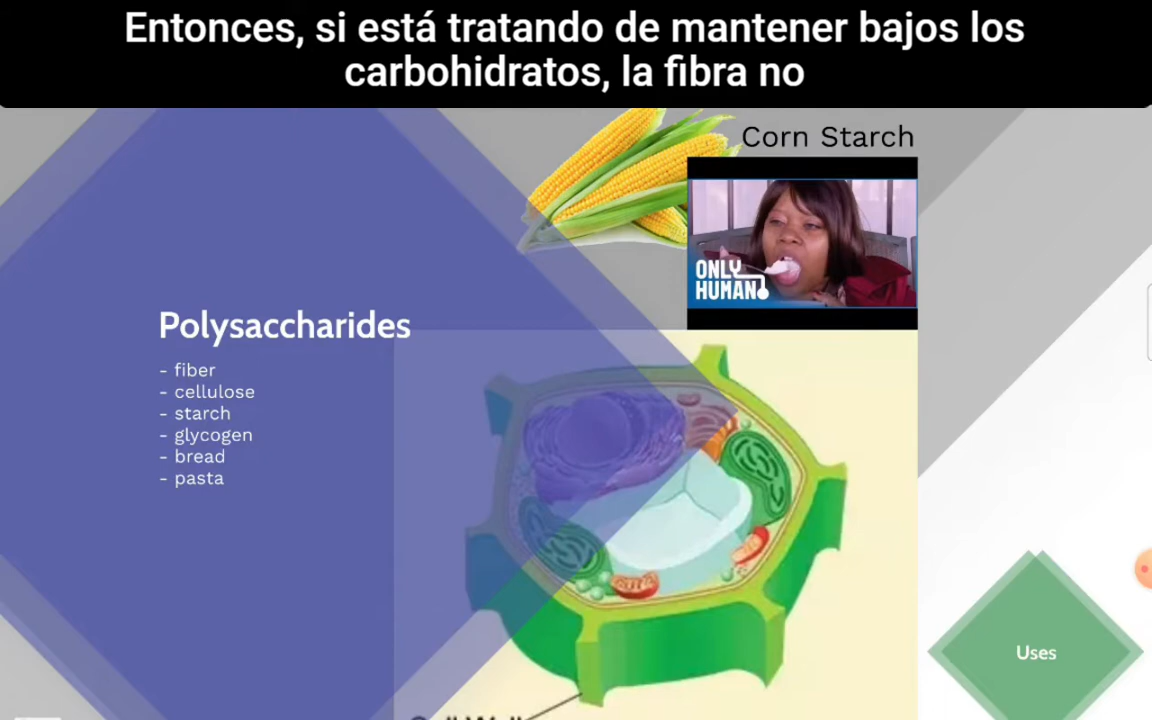 Entonces, si está tratando de mantener bajos los
carbohidratos, la fibra no
Corn Starch
ONLY
HUMAN
Polysaccharides
- fiber
- cellulose
- starch
- glycogen
- bread
- pasta
Uses